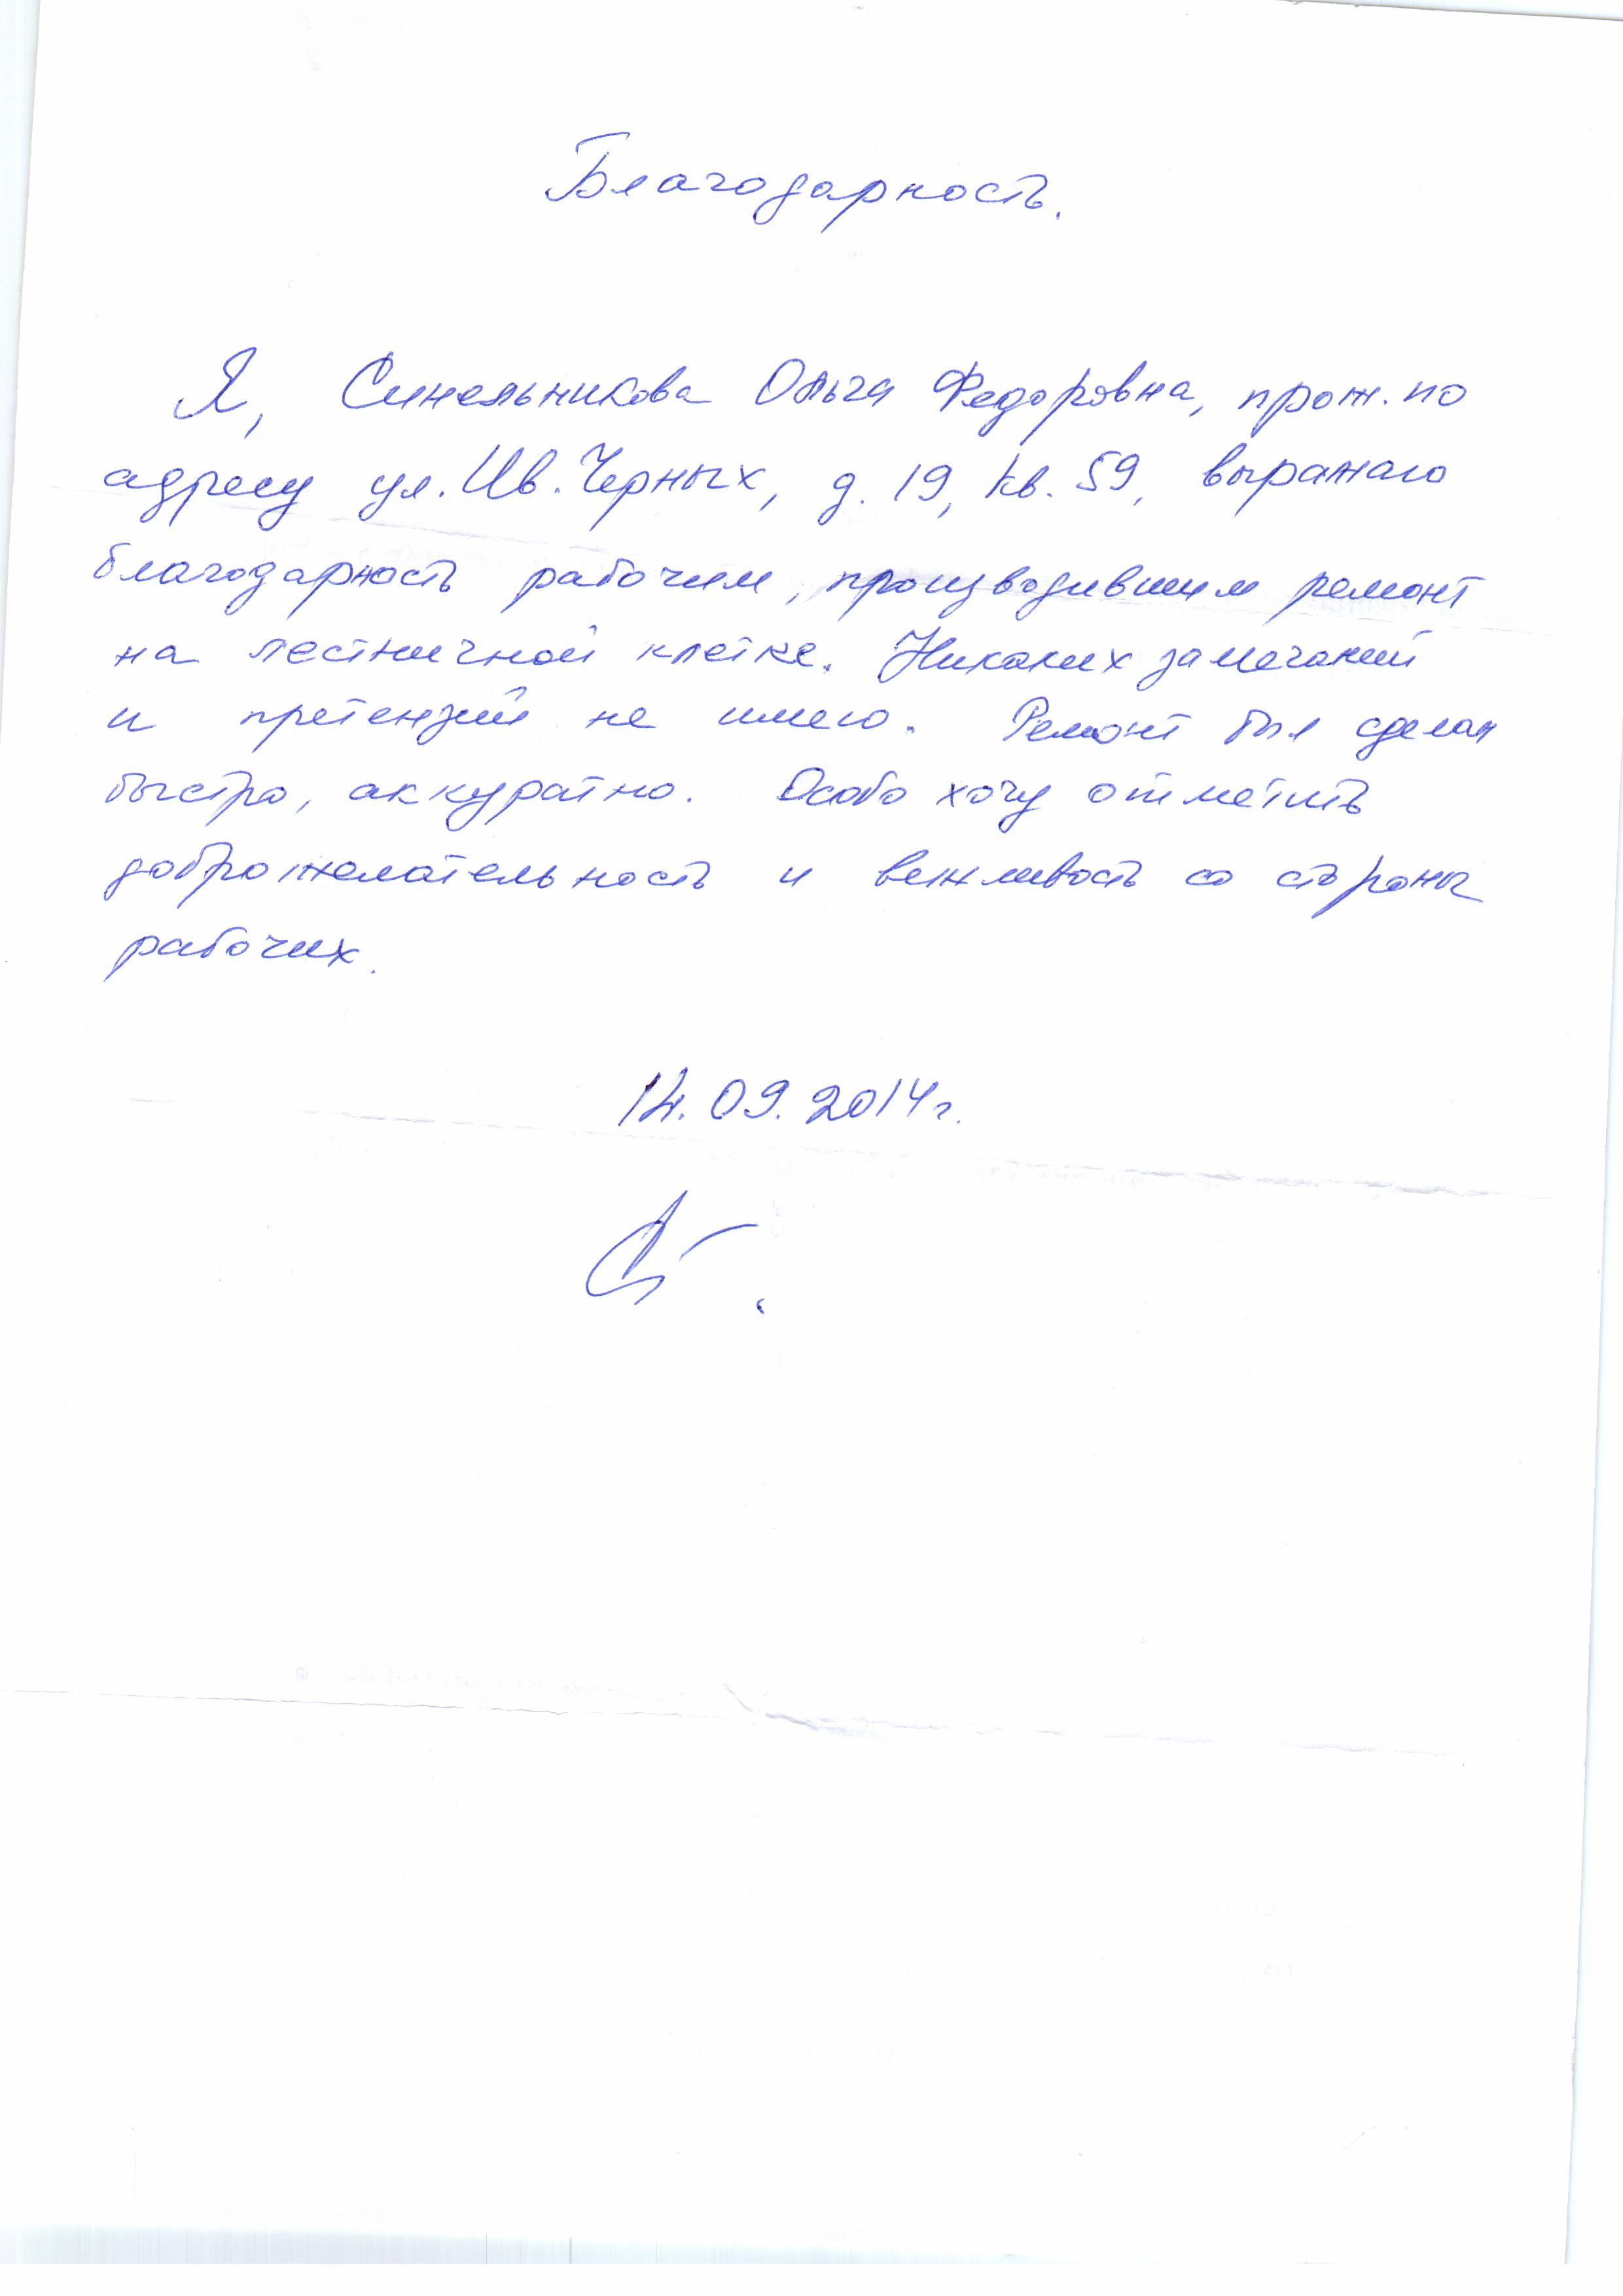 Благодарность.
Я, Синельникова Ольга Федоровна, прож. по
адресу ул. Ив. Черных, д. 19, кв. 59, выражаю
благодарность рабочим, производившим ремонт
на лестничной клетке. Никаких замечаний
и претензий не имею. Ремонт был сделан
быстро, аккуратно. Особо хочу отметить
доброжелательность и вежливость со стороны
рабочих.
14.09.2014г.